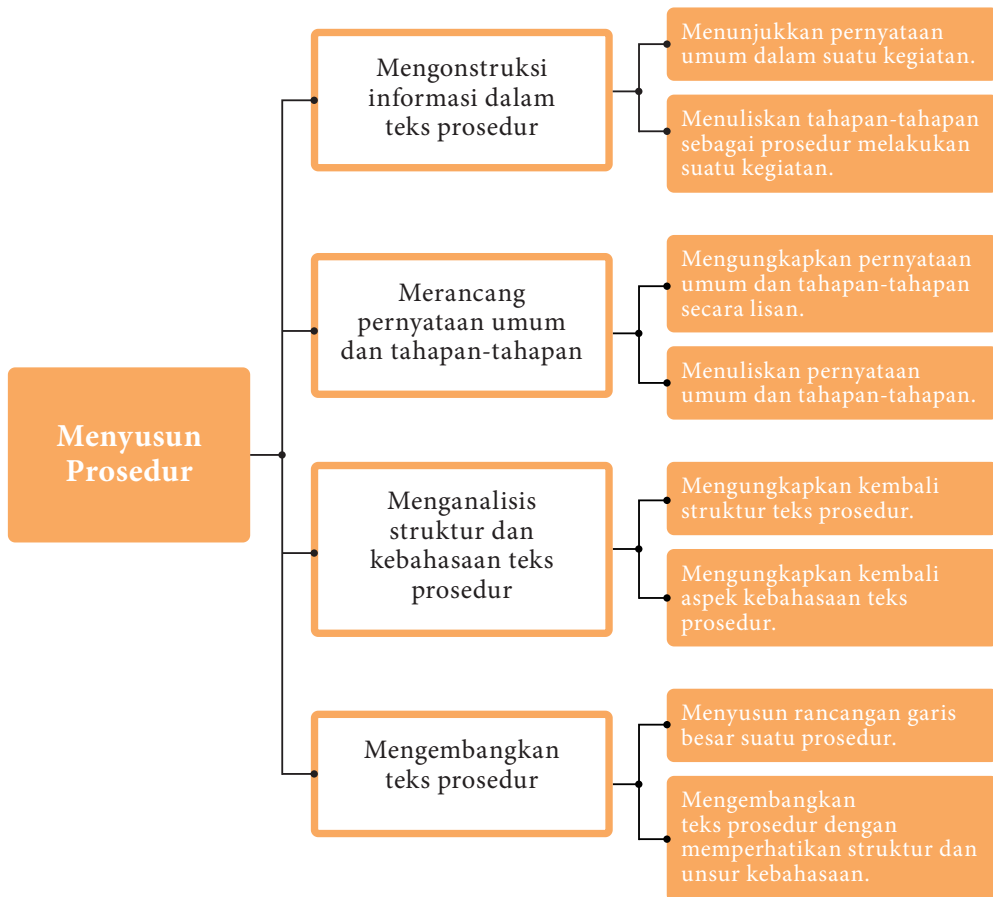 Menyusun
Prosedur
Mengonstruksi
informasi dalam
teks prosedur
Menunjukkan pernyataan
umum dalam suatu kegiatan.
Menuliskan tahapan-tahapan
sebagai prosedur melakukan
suatu kegiatan.
Merancang
pernyataan umum
dan tahapan-tahapan
Mengungkapkan pernyataan
umum dan tahapan-tahapan
secara lisan.
Menuliskan pernyataan
umum dan tahapan-tahapan.
Menganalisis
struktur dan
kebahasaan teks
prosedur
Mengungkapkan kembali
struktur teks prosedur.
Mengungkapkan kembali
aspek kebahasaan teks
prosedur.
Mengembangkan
teks prosedur
Menyusun rancangan garis
besar suatu prosedur.
Mengembangkan
teks prosedur dengan
memperhatikan struktur dan
unsur kebahasaan.